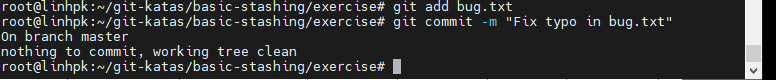 root@linhpk:~/git-katas/basic-stashing/exercise# git add bug.txt
root@linhpk:~/git-katas/basic-stashing/exercise# git commit -m "Fix typo in bug.txt"
On branch master
nothing to commit, working tree clean
root@linhpk:~/git-katas/basic-stashing/exercise#